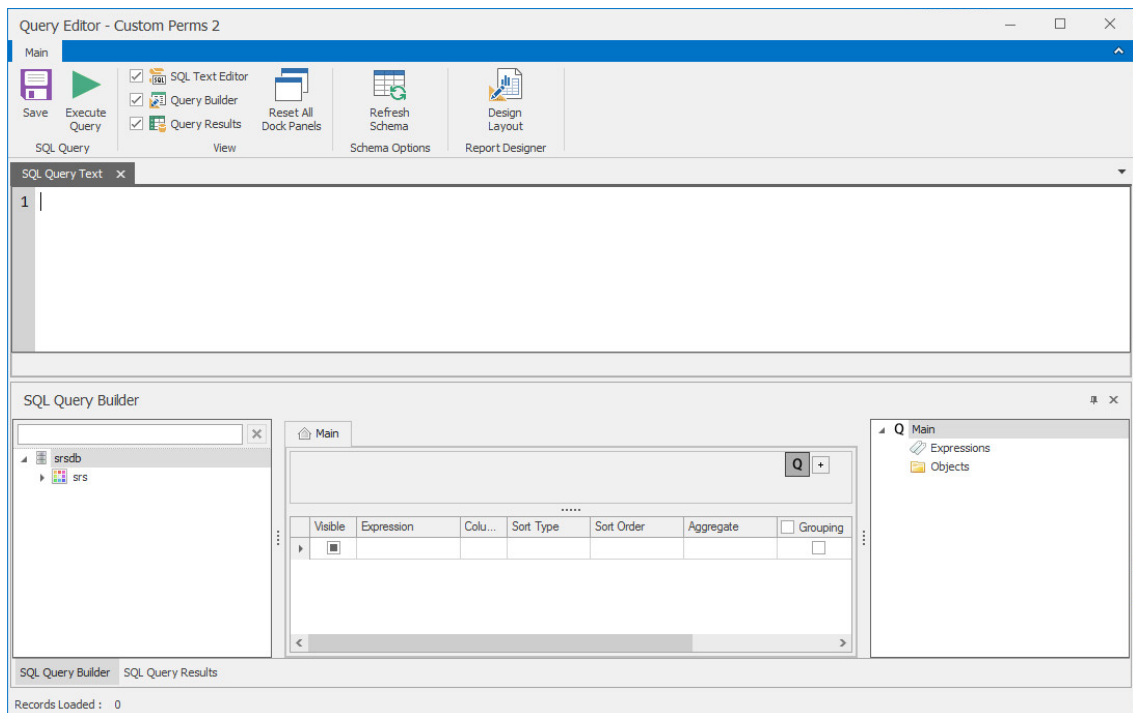 Query Editor - Custom Perms 2
Main
Save
Execute
Query
SQL Text Editor
Query Builder
Query Results
Reset All
Dock Panels
Refresh
Schema
Design
Layout
SQL Query
View
Schema Options
Report Designer
SQL Query Text
1
SQL Query Builder
srsdb
srs
Main
Q +
Visible Expression Colu... Sort Type Sort Order Aggregate Grouping
Q Main
Expressions
Objects
SQL Query Builder SQL Query Results
Records Loaded : 0